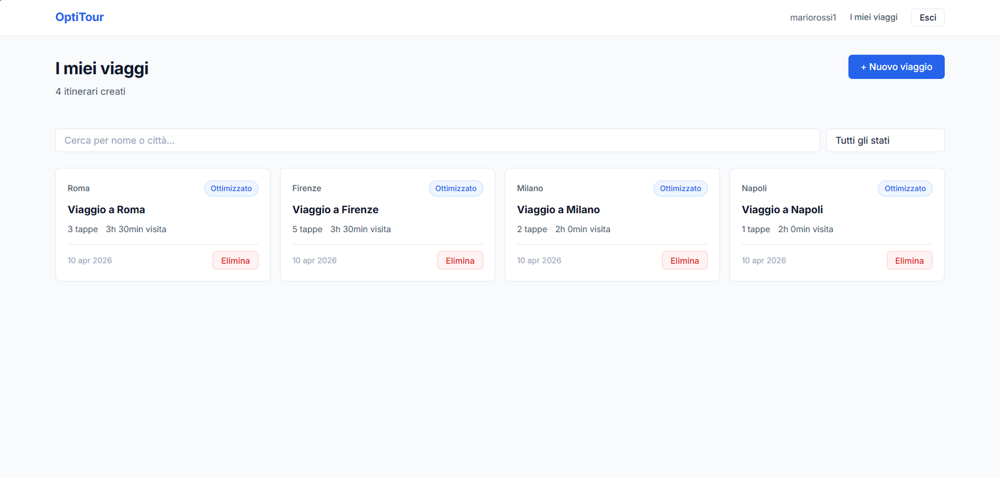 OptiTour
mariorossi1 I miei viaggi Esci
I miei viaggi
+ Nuovo viaggio
4 itinerari creati
Cerca per nome o città...
Tutti gli stati
Roma Ottimizzato
Viaggio a Roma
3 tappe 3h 30min visita
10 apr 2026 Elimina
Firenze Ottimizzato
Viaggio a Firenze
5 tappe 3h 30min visita
10 apr 2026 Elimina
Milano Ottimizzato
Viaggio a Milano
2 tappe 2h 0min visita
10 apr 2026 Elimina
Napoli Ottimizzato
Viaggio a Napoli
1 tappe 2h 0min visita
10 apr 2026 Elimina